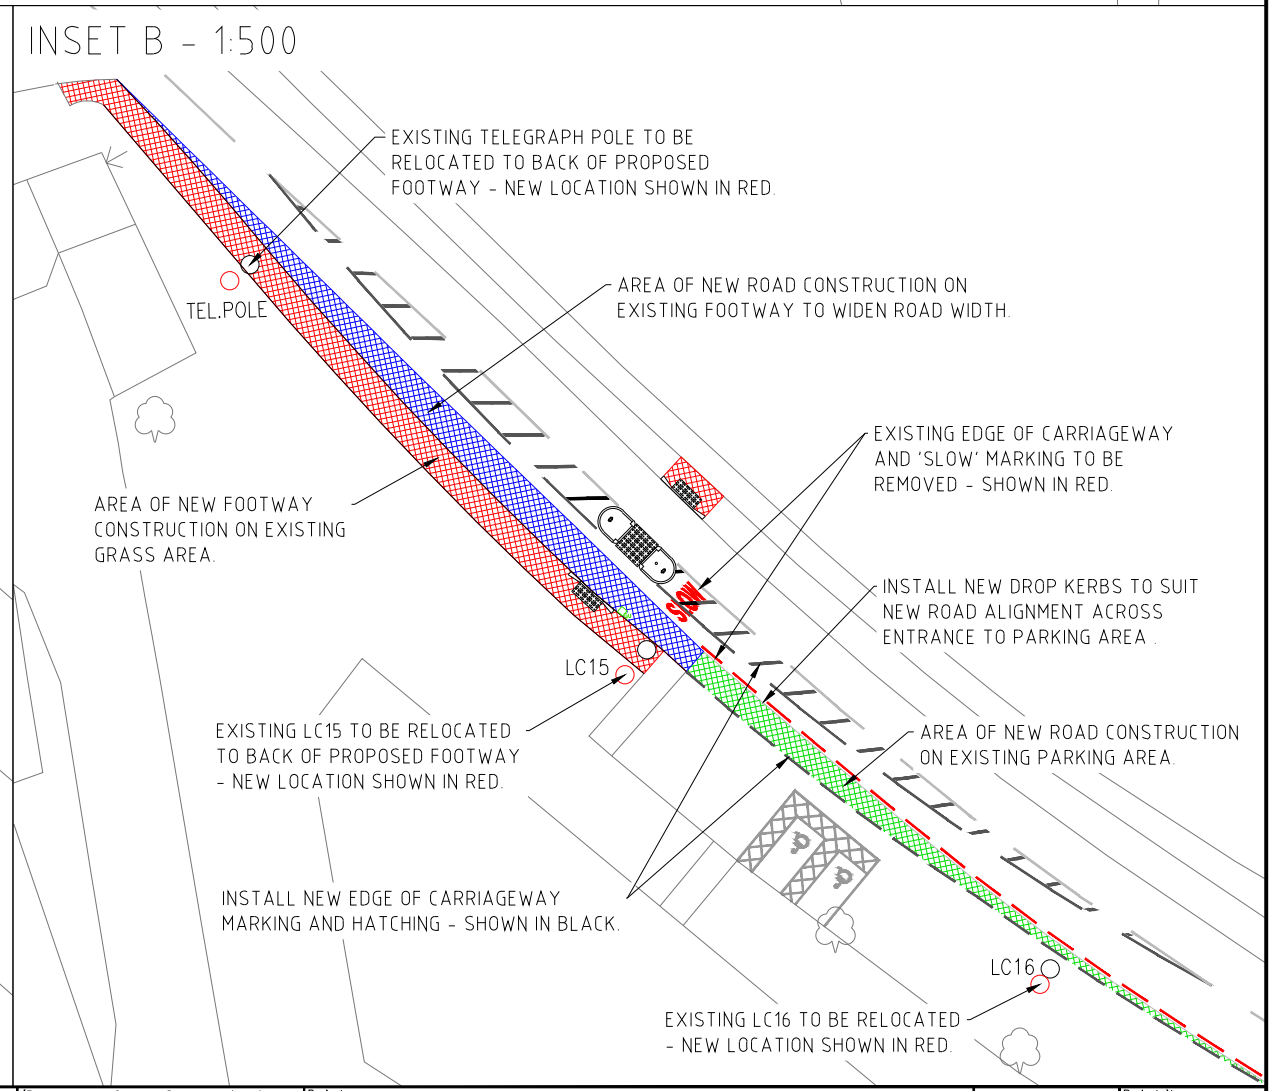 INSET B - 1:500
EXISTING TELEGRAPH POLE TO BE
RELOCATED TO BACK OF PROPOSED
FOOTWAY - NEW LOCATION SHOWN IN RED.
TEL.POLE
AREA OF NEW ROAD CONSTRUCTION ON
EXISTING FOOTWAY TO WIDEN ROAD WIDTH.
EXISTING EDGE OF CARRIAGEWAY
AND 'SLOW' MARKING TO BE
REMOVED - SHOWN IN RED.
AREA OF NEW FOOTWAY
CONSTRUCTION ON EXISTING
GRASS AREA.
SLOW
INSTALL NEW DROP KERBS TO SUIT
NEW ROAD ALIGNMENT ACROSS
ENTRANCE TO PARKING AREA .
LC15
EXISTING LC15 TO BE RELOCATED
TO BACK OF PROPOSED FOOTWAY
- NEW LOCATION SHOWN IN RED.
AREA OF NEW ROAD CONSTRUCTION
ON EXISTING PARKING AREA.
INSTALL NEW EDGE OF CARRIAGEWAY
MARKING AND HATCHING - SHOWN IN BLACK.
LC16
EXISTING LC16 TO BE RELOCATED
- NEW LOCATION SHOWN IN RED.